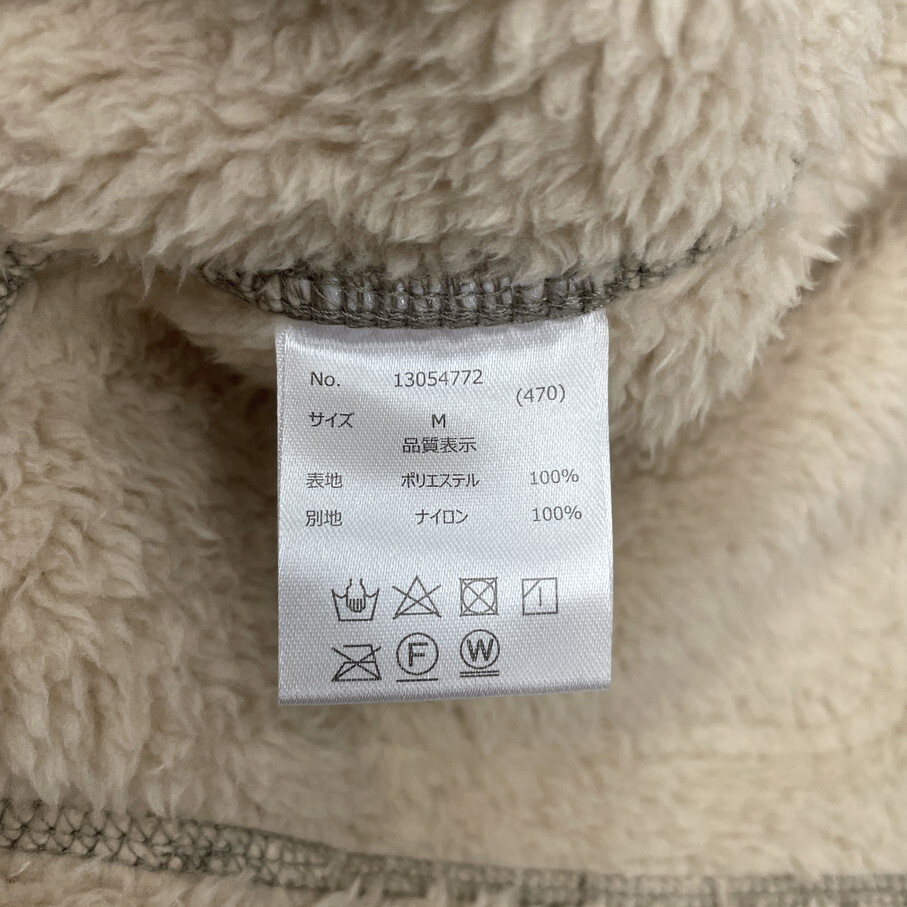 No. 13054772 (470)
サイズ M
品質表示
表地 ポリエステル 100%
別地 ナイロン 100%
F W